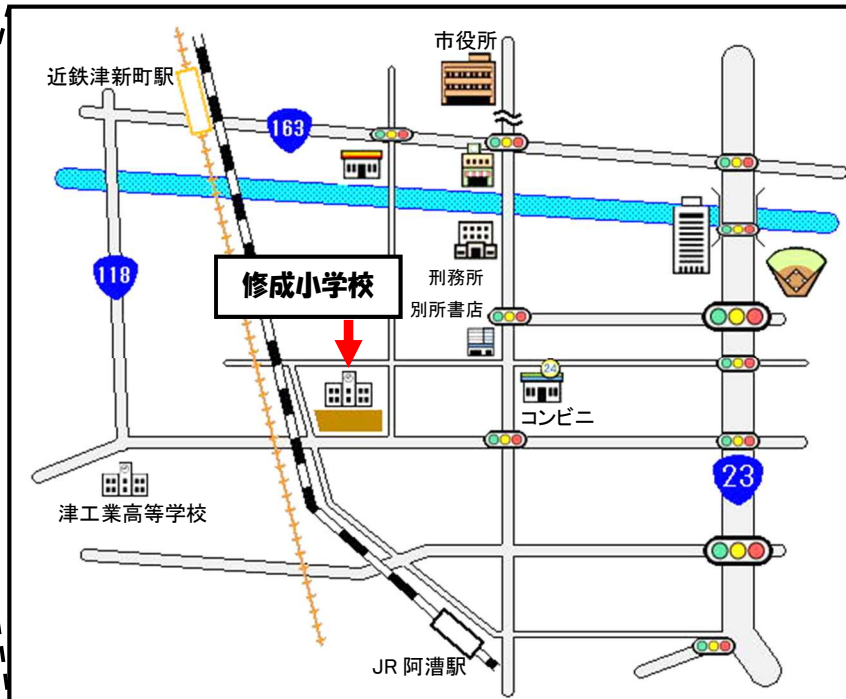 市役所
近鉄津新町駅
163
118
修成小学校
刑務所
別所書店
24
コンビニ
23
津工業高等学校
JR 阿漕駅